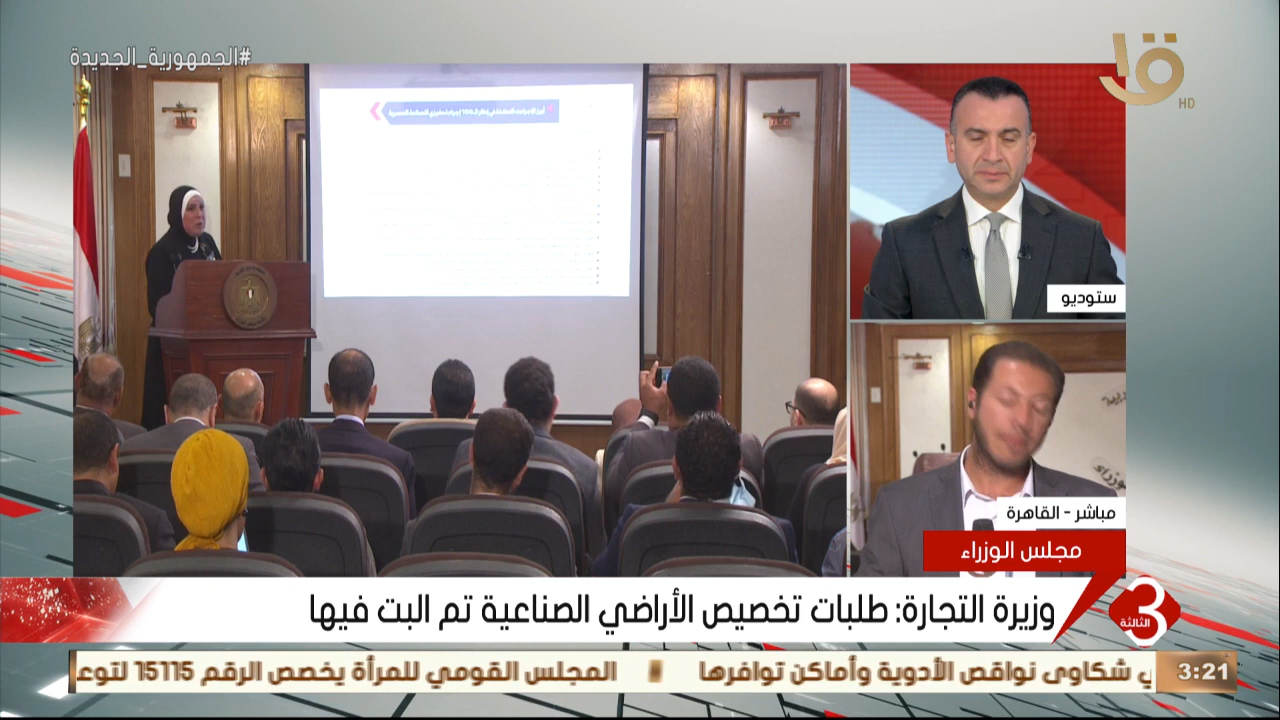 #الجمهورية_الجديدة
HD
ستوديو
مباشر - القاهرة
مجلس الوزراء
3
الثالثة
وزيرة التجارة: طلبات تخصيص الأراضي الصناعية تم البت فيها
3:21
ي شكاوى نواقص الأدوية وأماكن توافرها
المجلس القومي للمرأة يخصص الرقم 15115 لتوعـ